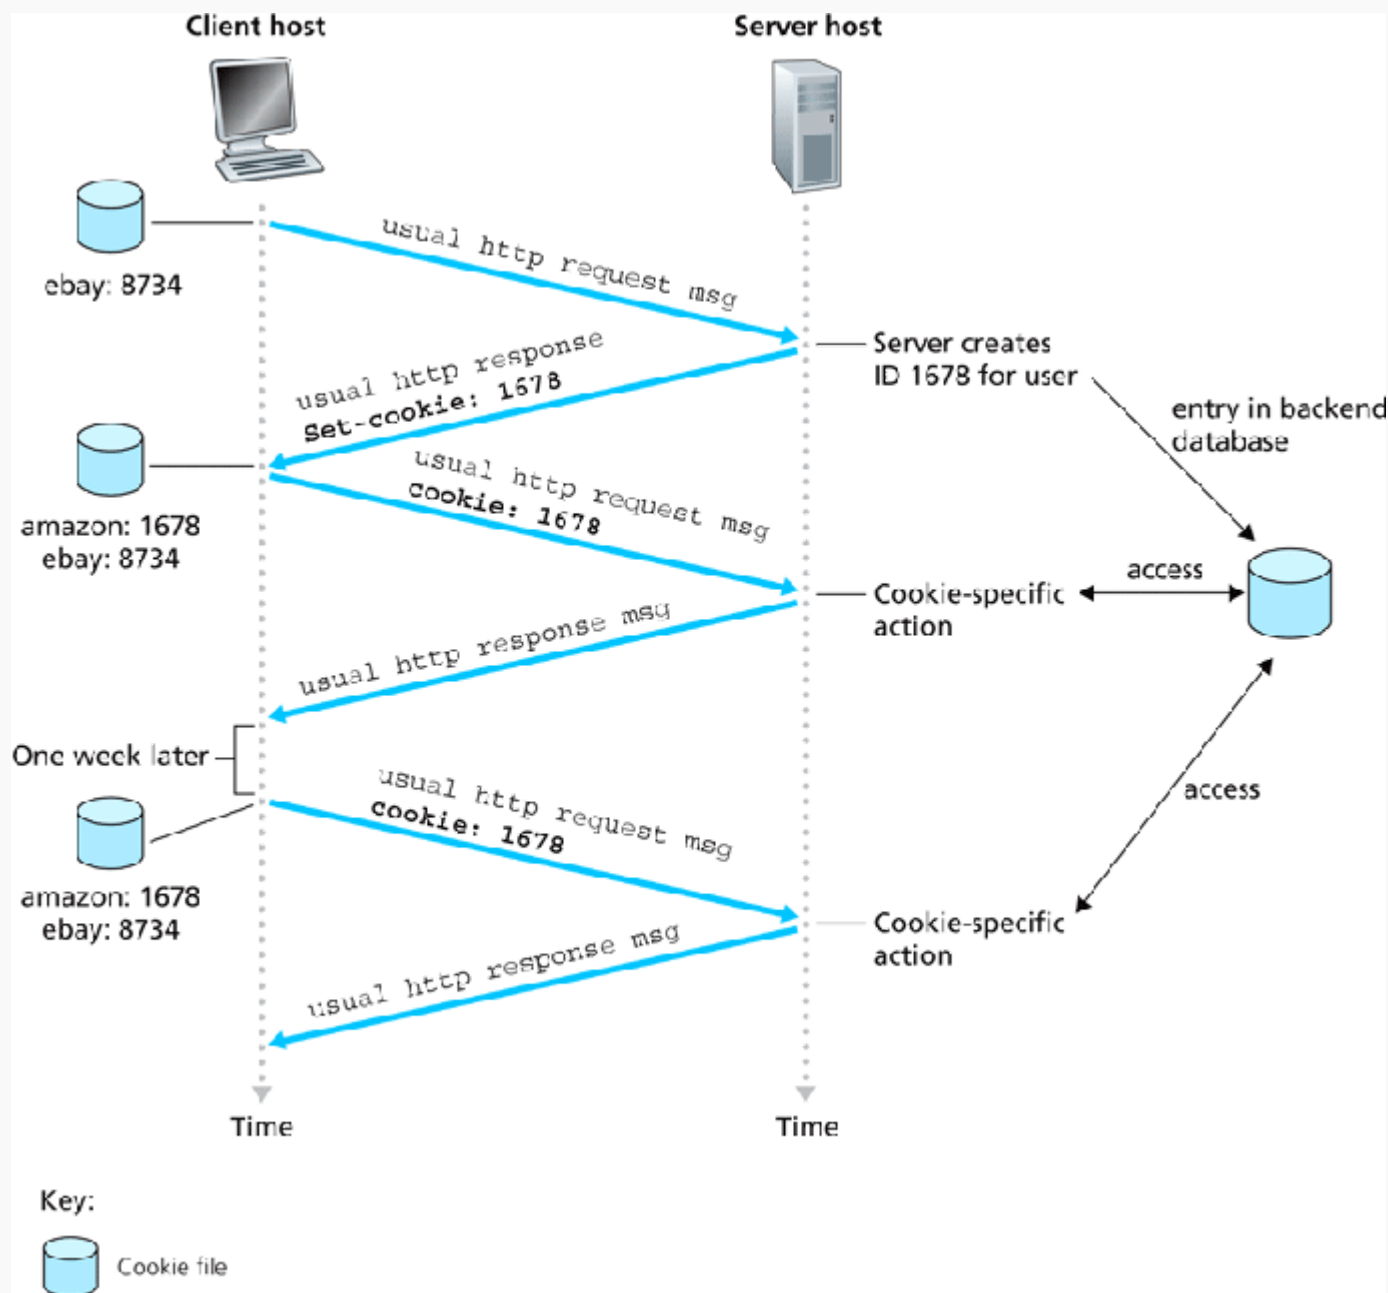 Client host
Server host
usual http request msg
ebay: 8734
Server creates
ID 1678 for user
usual http response
Set-cookie: 1678
entry in backend
database
usual http request msg
cookie: 1678
amazon: 1678
ebay: 8734
access
Cookie-specific
action
usual http response msg
One week later
usual http request msg
cookie: 1678
access
amazon: 1678
ebay: 8734
Cookie-specific
action
usual http response msg
Time
Time
Key:
Cookie file